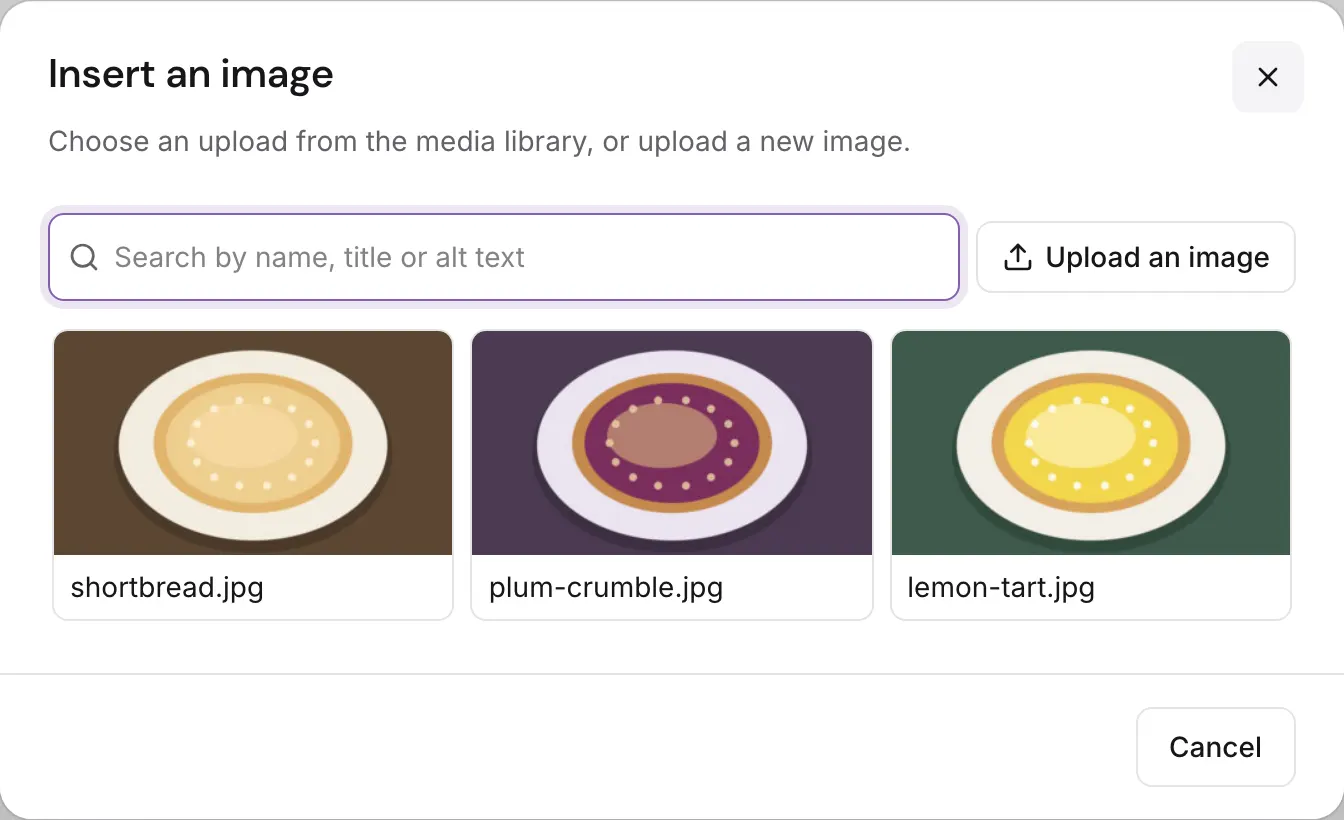 Insert an image
Choose an upload from the media library, or upload a new image.
Search by name, title or alt text
Upload an image
shortbread.jpg
plum-crumble.jpg
lemon-tart.jpg
Cancel